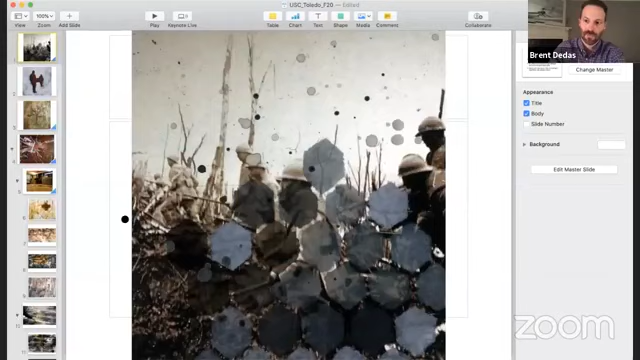 USC_Toledo_F20 — Edited
View
Zoom
Add Slide
Play
Keynote Live
Table
Chart
Text
Shape
Media
Comment
Collaborate
100%
Brent Dedas
Change Master
Appearance
Title
Body
Slide Number
Background
Edit Master Slide
zoom